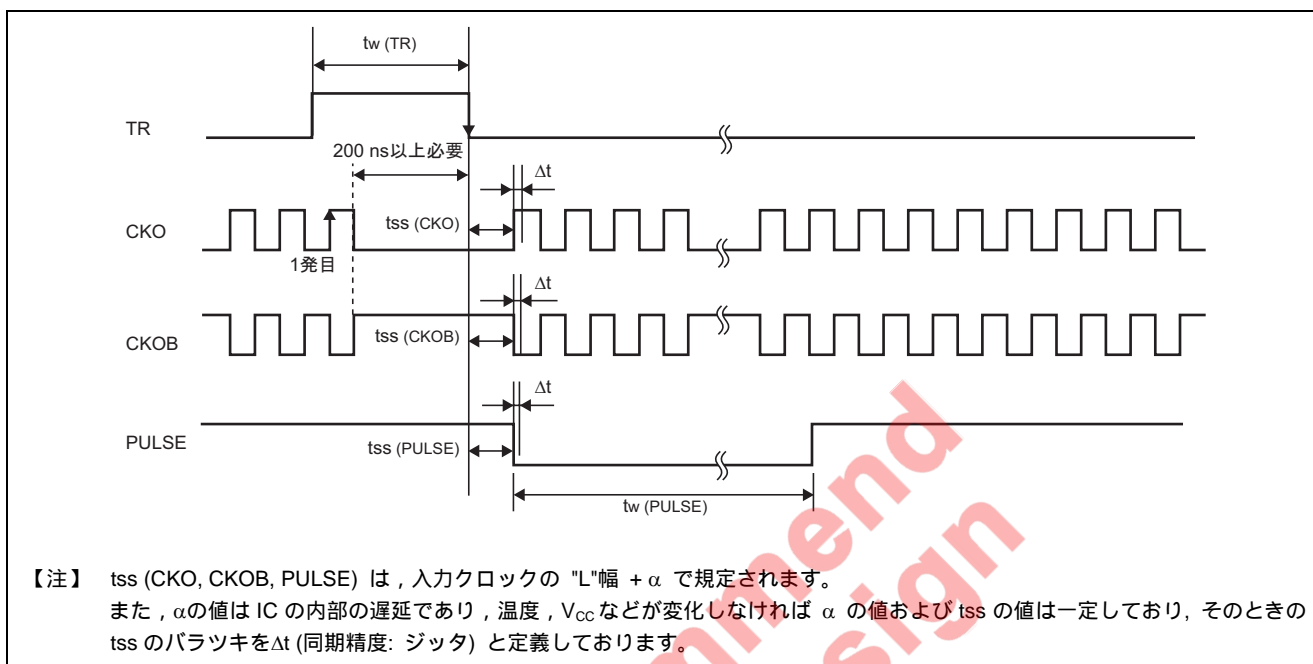 tw (TR)
TR
200 ns以上必要
Δt
CKO
tss (CKO)
1発目
Δt
CKOB
tss (CKOB)
Δt
PULSE
tss (PULSE)
tw (PULSE)
【注】 tss (CKO, CKOB, PULSE) は，入力クロックの "L"幅 + α で規定されます。
また，αの値は IC の内部の遅延であり，温度，VCCなどが変化しなければ α の値および tss の値は一定しており, そのときの
tss のバラツキをΔt (同期精度: ジッタ) と定義しております。
mmend
sign